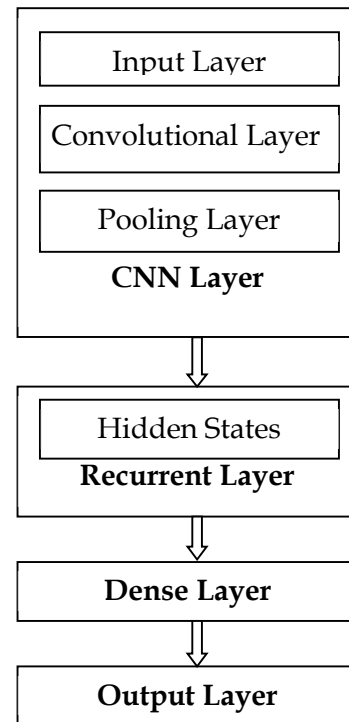 Input Layer
Convolutional Layer
Pooling Layer
CNN Layer
Hidden States
Recurrent Layer
Dense Layer
Output Layer